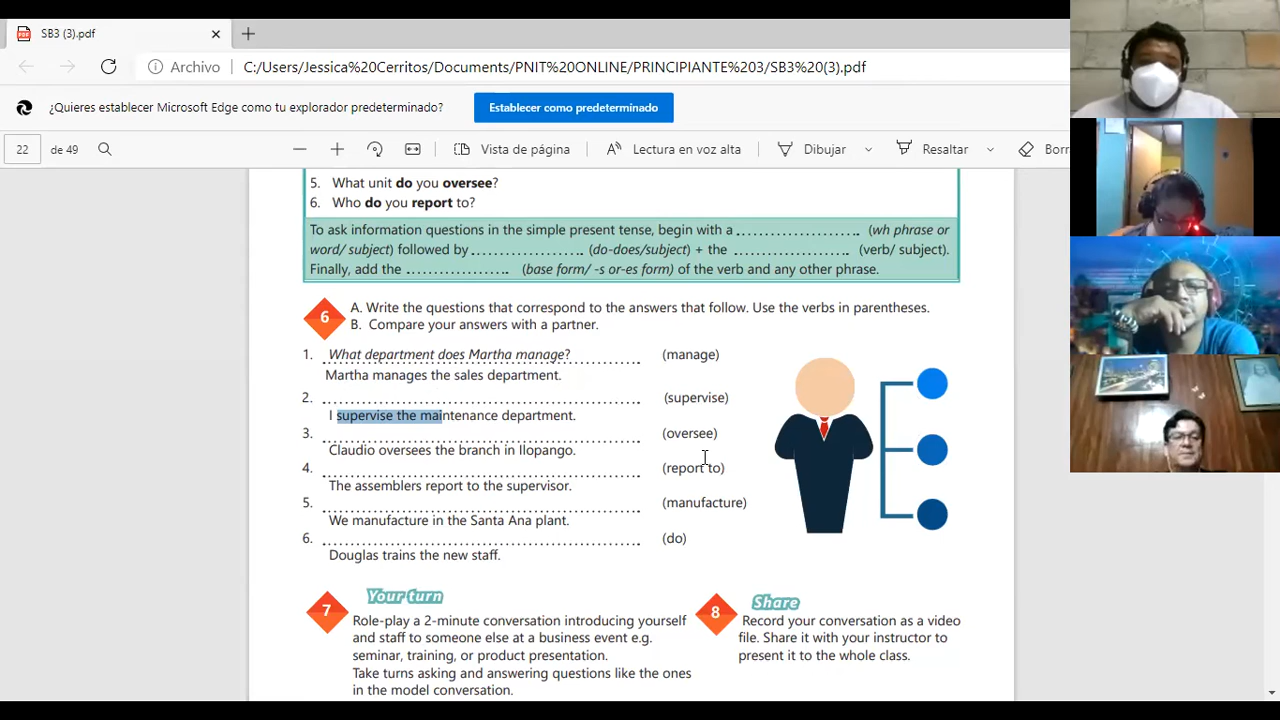 SB3 (3).pdf
Archivo C:/Users/Jessica%20Cerritos/Documents/PNIT%20ONLINE/PRINCIPIANTE%203/SB3%20(3).pdf
¿Quieres establecer Microsoft Edge como tu explorador predeterminado? Establecer como predeterminado
22 de 49 Vista de página Lectura en voz alta Dibujar Resaltar Borr
5. What unit do you oversee?
6. Who do you report to?
To ask information questions in the simple present tense, begin with a .................... (wh phrase or
word/ subject) followed by .................... (do-does/subject) + the .................... (verb/ subject).
Finally, add the .................... (base form/ -s or-es form) of the verb and any other phrase.
6 A. Write the questions that correspond to the answers that follow. Use the verbs in parentheses.
B. Compare your answers with a partner.
1. What department does Martha manage? (manage)
Martha manages the sales department.
2. .................... (supervise)
I supervise the maintenance department.
3. .................... (oversee)
Claudio oversees the branch in Ilopango.
4. .................... (report to)
The assemblers report to the supervisor.
5. .................... (manufacture)
We manufacture in the Santa Ana plant.
6. .................... (do)
Douglas trains the new staff.
7 Your turn
Role-play a 2-minute conversation introducing yourself
and staff to someone else at a business event e.g.
seminar, training, or product presentation.
Take turns asking and answering questions like the ones
in the model conversation.
8 Share
Record your conversation as a video
file. Share it with your instructor to
present it to the whole class.